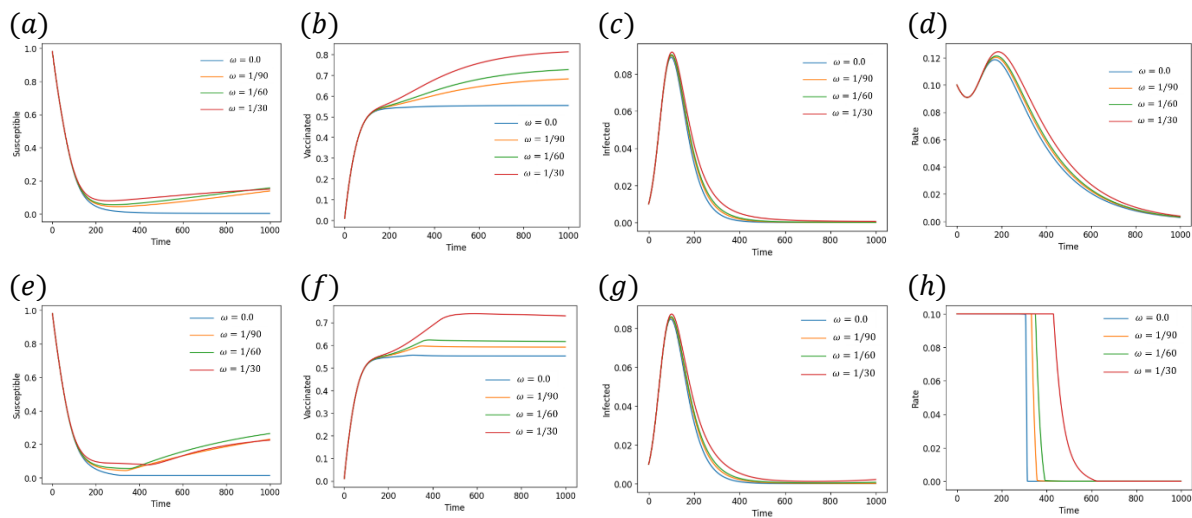 (a)
1.0
0.8
0.6
0.4
0.2
0.0
Susceptible
ω = 0.0
ω = 1/90
ω = 1/60
ω = 1/30
0 200 400 600 800 1000
Time
(b)
0.8
0.7
0.6
0.5
0.4
0.3
0.2
0.1
0.0
Vaccinated
ω = 0.0
ω = 1/90
ω = 1/60
ω = 1/30
0 200 400 600 800 1000
Time
(c)
0.08
0.06
0.04
0.02
0.00
Infected
ω = 0.0
ω = 1/90
ω = 1/60
ω = 1/30
0 200 400 600 800 1000
Time
(d)
0.12
0.10
0.08
0.06
0.04
0.02
0.00
Rate
ω = 0.0
ω = 1/90
ω = 1/60
ω = 1/30
0 200 400 600 800 1000
Time
(e)
1.0
0.8
0.6
0.4
0.2
0.0
Susceptible
ω = 0.0
ω = 1/90
ω = 1/60
ω = 1/30
0 200 400 600 800 1000
Time
(f)
0.7
0.6
0.5
0.4
0.3
0.2
0.1
0.0
Vaccinated
ω = 0.0
ω = 1/90
ω = 1/60
ω = 1/30
0 200 400 600 800 1000
Time
(g)
0.08
0.06
0.04
0.02
0.00
Infected
ω = 0.0
ω = 1/90
ω = 1/60
ω = 1/30
0 200 400 600 800 1000
Time
(h)
0.10
0.08
0.06
0.04
0.02
0.00
Rate
ω = 0.0
ω = 1/90
ω = 1/60
ω = 1/30
0 200 400 600 800 1000
Time